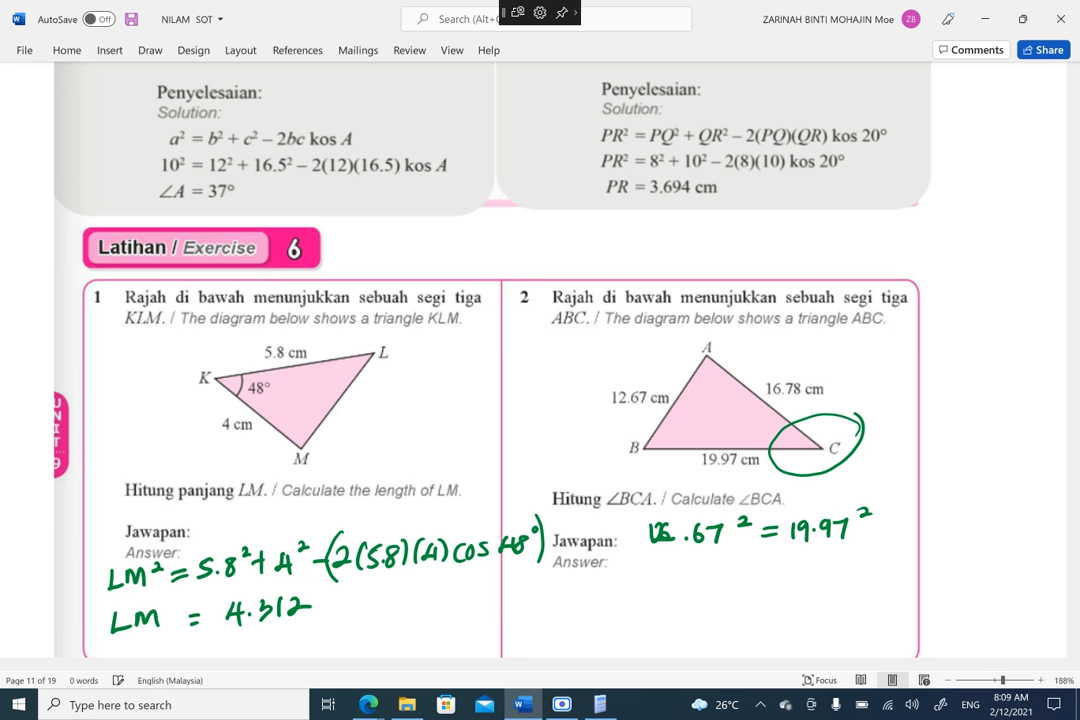 AutoSave Off NILAM SOT Search (Alt+ ZARINAH BINTI MOHAJIN Moe ZB
File Home Insert Draw Design Layout References Mailings Review View Help Comments Share
Penyelesaian:
Solution:
a² = b² + c² – 2bc kos A
10² = 12² + 16.5² – 2(12)(16.5) kos A
∠A = 37°
Penyelesaian:
Solution:
PR² = PQ² + QR² – 2(PQ)(QR) kos 20°
PR² = 8² + 10² – 2(8)(10) kos 20°
PR = 3.694 cm
Latihan / Exercise 6
1 Rajah di bawah menunjukkan sebuah segi tiga
KLM. / The diagram below shows a triangle KLM.
5.8 cm
L
K
48°
4 cm
M
Hitung panjang LM. / Calculate the length of LM.
Jawapan:
Answer:
LM² = 5.8² + 4² – (2(5.8)(4) cos 48°)
LM = 4.312
2 Rajah di bawah menunjukkan sebuah segi tiga
ABC. / The diagram below shows a triangle ABC.
A
12.67 cm
16.78 cm
B
C
19.97 cm
Hitung ∠BCA. / Calculate ∠BCA.
Jawapan:
Answer:
.67² = 19.97²
Page 11 of 19 0 words English (Malaysia) Focus 188%
Type here to search 26°C ENG 8:09 AM
2/12/2021